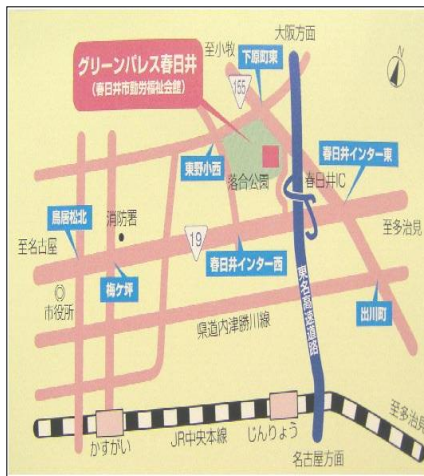 大阪方面
至小牧
下原町東
N
グリーンパレス春日井
(春日井市勤労福祉会館)
155
東野小西
落合公園
春日井インター東
春日井IC
鳥居松北
消防署
至名古屋
19
春日井インター西
至多治見
梅ケ坪
市役所
県道内津勝川線
東名高速道路
出川町
至多治見
かすがい
JR中央本線
じんりょう
名古屋方面